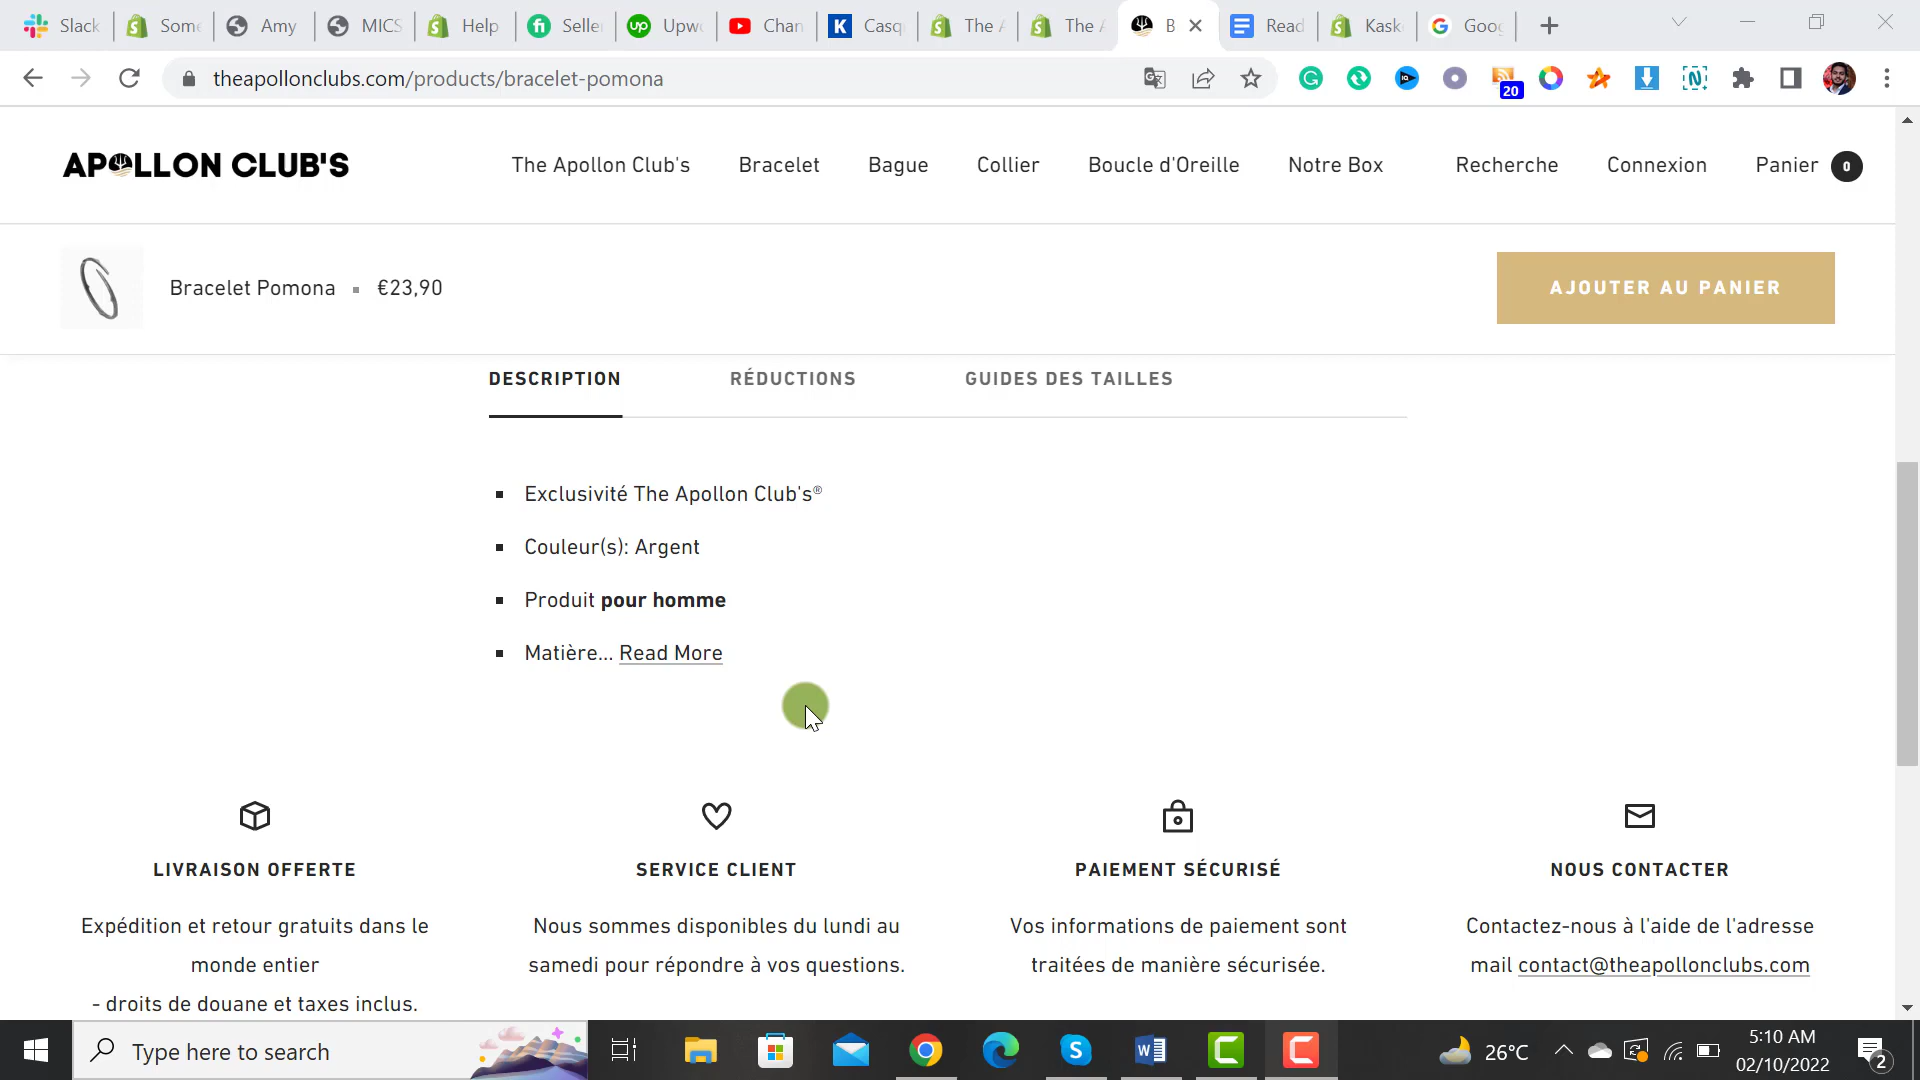 Slack
Some
Amy
MICS
Help
Selle
Upwo
Chan
Casq
The A
The A
B
Read
Kask
Goog
theapollonclubs.com/products/bracelet-pomona
20
APOLLON CLUB'S
The Apollon Club's
Bracelet
Bague
Collier
Boucle d'Oreille
Notre Box
Recherche
Connexion
Panier 0
Bracelet Pomona ▪ €23,90
AJOUTER AU PANIER
DESCRIPTION
RÉDUCTIONS
GUIDES DES TAILLES
▪ Exclusivité The Apollon Club's®
▪ Couleur(s): Argent
▪ Produit pour homme
▪ Matière... Read More
LIVRAISON OFFERTE
Expédition et retour gratuits dans le
monde entier
- droits de douane et taxes inclus.
SERVICE CLIENT
Nous sommes disponibles du lundi au
samedi pour répondre à vos questions.
PAIEMENT SÉCURISÉ
Vos informations de paiement sont
traitées de manière sécurisée.
NOUS CONTACTER
Contactez-nous à l'aide de l'adresse
mail contact@theapollonclubs.com
Type here to search
26°C
5:10 AM
02/10/2022
2